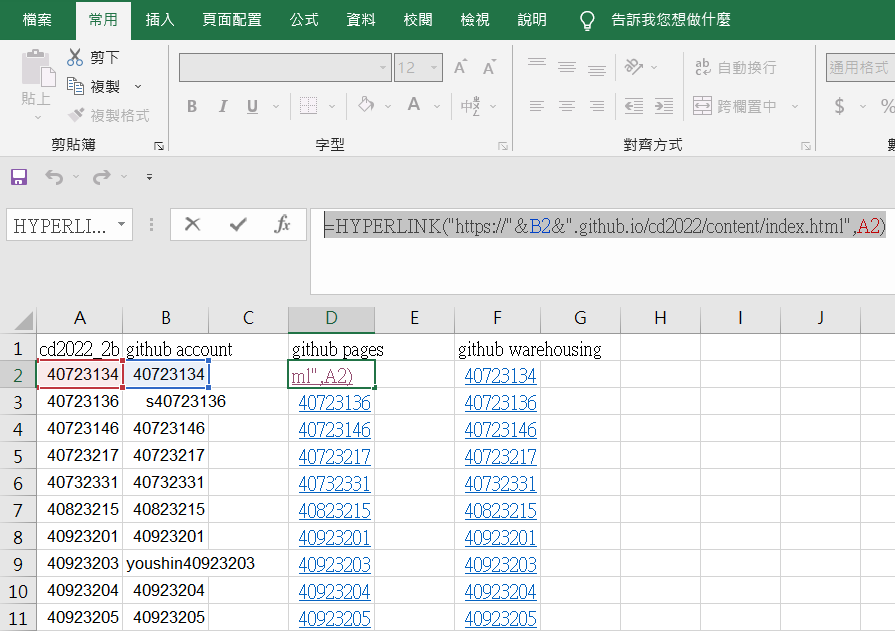 檔案 常用 插入 頁面配置 公式 資料 校閱 檢視 說明 告訴我您想做什麼
剪下
複製
貼上 複製格式
剪貼簿
12 A A
B I U A 中
字型
ab c 自動換行
跨欄置中
對齊方式
通用格式
$ %
HYPERLI... fx =HYPERLINK("https://"&B2&".github.io/cd2022/content/index.html",A2)
A B C D E F G H I J
1 cd2022_2b github account github pages github warehousing
2 40723134 40723134 ml",A2) 40723134
3 40723136 s40723136 40723136 40723136
4 40723146 40723146 40723146 40723146
5 40723217 40723217 40723217 40723217
6 40732331 40732331 40732331 40732331
7 40823215 40823215 40823215 40823215
8 40923201 40923201 40923201 40923201
9 40923203 youshin40923203 40923203 40923203
10 40923204 40923204 40923204 40923204
11 40923205 40923205 40923205 40923205